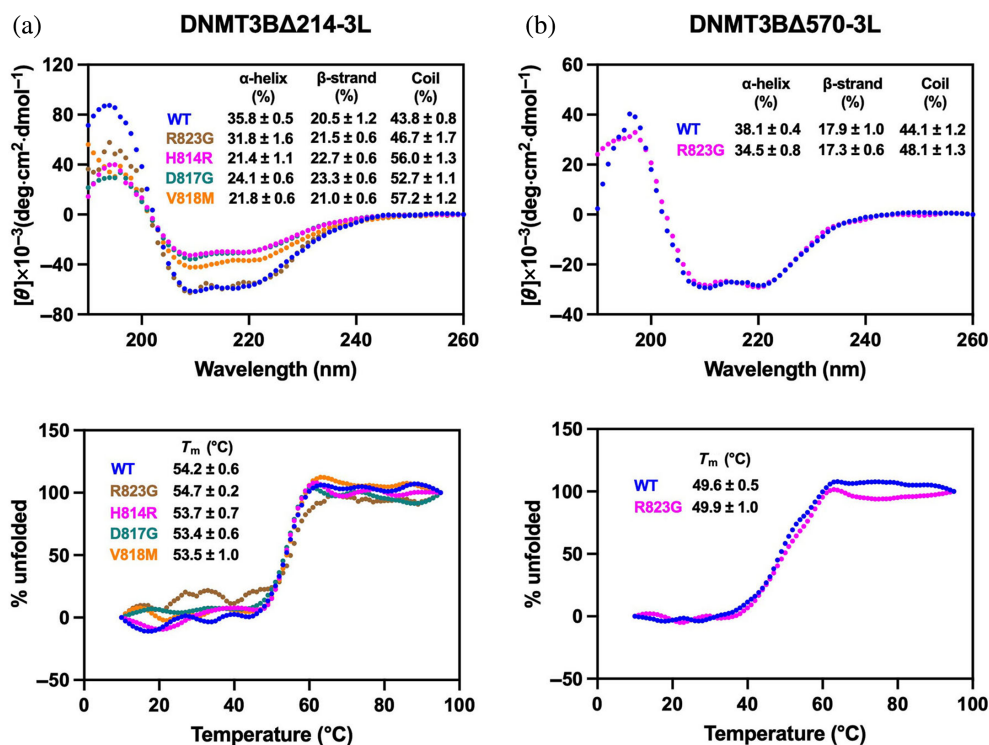 (a) DNMT3BΔ214-3L
120
80
40
0
−40
−80
[θ]×10⁻³(deg·cm²·dmol⁻¹)
α-helix (%) β-strand (%) Coil (%)
WT 35.8 ± 0.5 20.5 ± 1.2 43.8 ± 0.8
R823G 31.8 ± 1.6 21.5 ± 0.6 46.7 ± 1.7
H814R 21.4 ± 1.1 22.7 ± 0.6 56.0 ± 1.3
D817G 24.1 ± 0.6 23.3 ± 0.6 52.7 ± 1.1
V818M 21.8 ± 0.6 21.0 ± 0.6 57.2 ± 1.2
200 220 240 260
Wavelength (nm)
(b) DNMT3BΔ570-3L
60
40
20
0
−20
−40
[θ]×10⁻³(deg·cm²·dmol⁻¹)
α-helix (%) β-strand (%) Coil (%)
WT 38.1 ± 0.4 17.9 ± 1.0 44.1 ± 1.2
R823G 34.5 ± 0.8 17.3 ± 0.6 48.1 ± 1.3
200 220 240 260
Wavelength (nm)
150
100
50
0
−50
% unfolded
Tm (°C)
WT 54.2 ± 0.6
R823G 54.7 ± 0.2
H814R 53.7 ± 0.7
D817G 53.4 ± 0.6
V818M 53.5 ± 1.0
0 20 40 60 80 100
Temperature (°C)
150
100
50
0
−50
% unfolded
Tm (°C)
WT 49.6 ± 0.5
R823G 49.9 ± 1.0
0 20 40 60 80 100
Temperature (°C)